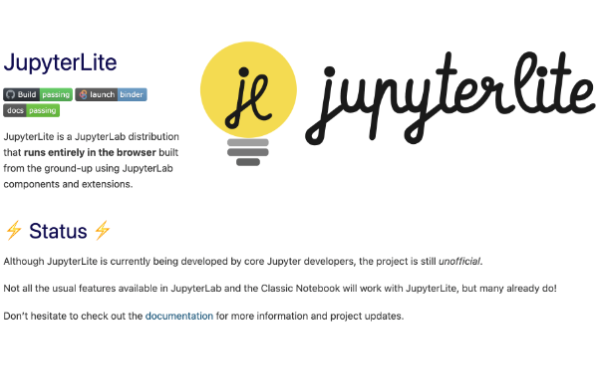 JupyterLite
Build passing launch binder
docs passing
JupyterLite is a JupyterLab distribution
that runs entirely in the browser built
from the ground-up using JupyterLab
components and extensions.
jl
jupyterlite
⚡ Status ⚡
Although JupyterLite is currently being developed by core Jupyter developers, the project is still unofficial.
Not all the usual features available in JupyterLab and the Classic Notebook will work with JupyterLite, but many already do!
Don't hesitate to check out the documentation for more information and project updates.